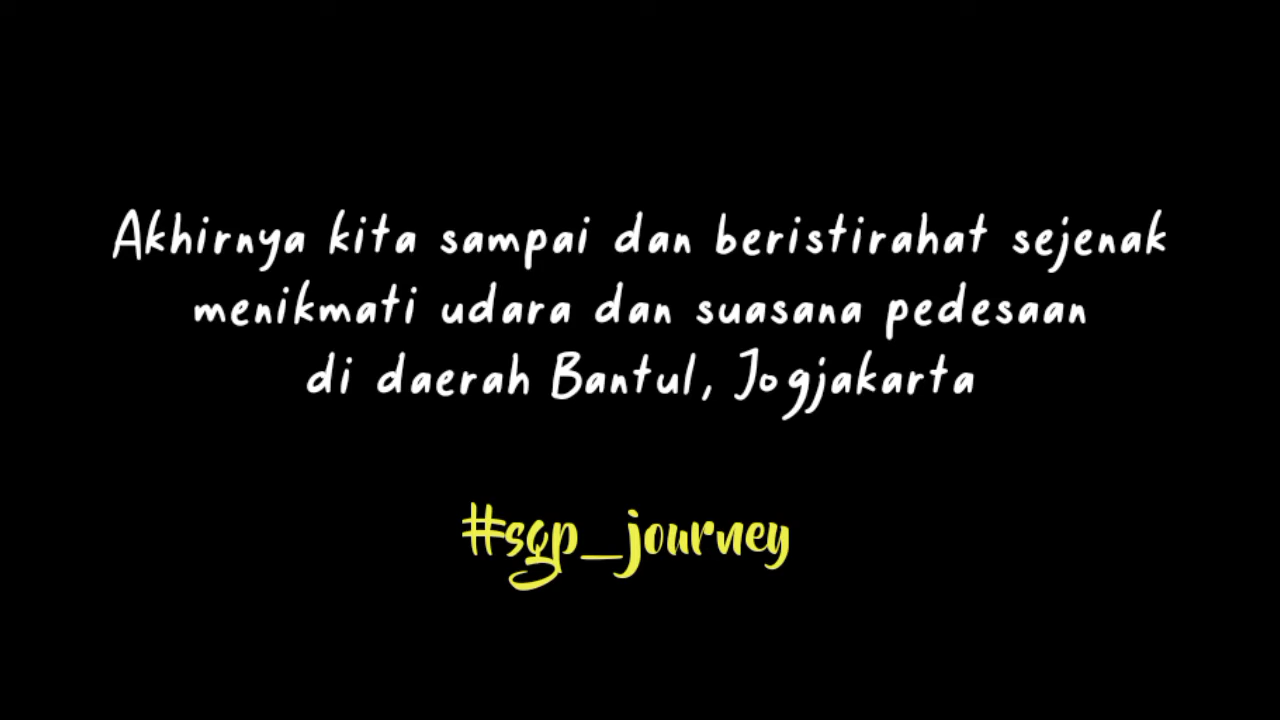 Akhirnya kita sampai dan beristirahat sejenak
menikmati udara dan suasana pedesaan
di daerah Bantul, Jogjakarta
#sgp_journey